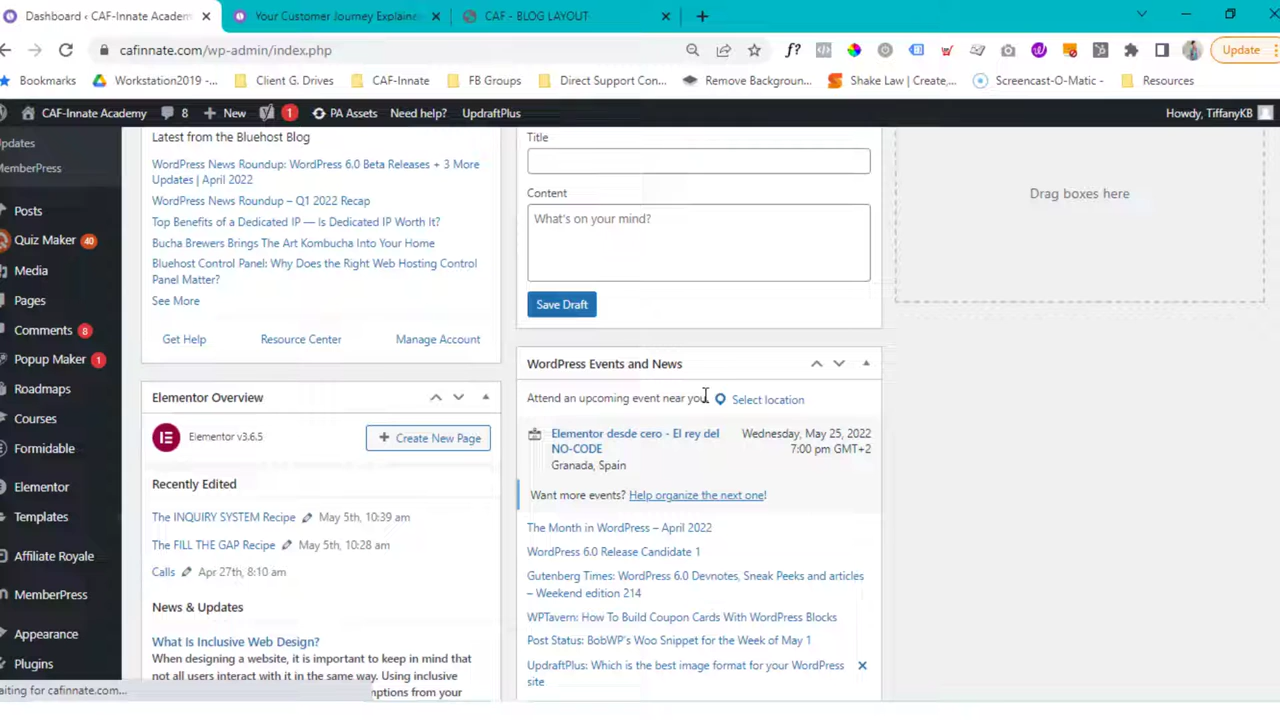 Dashboard ‹ CAF-Innate Academ
Your Customer Journey Explaine
CAF - BLOG LAYOUT
cafinnate.com/wp-admin/index.php
f?
Update
Bookmarks
Workstation2019 -...
Client G. Drives
CAF-Innate
FB Groups
Direct Support Con...
Remove Backgroun...
Shake Law | Create,...
Screencast-O-Matic -
Resources
CAF-Innate Academy
8
New
1
PA Assets
Need help?
UpdraftPlus
Howdy, TiffanyKB
Updates
MemberPress
Posts
Quiz Maker 40
Media
Pages
Comments 8
Popup Maker 1
Roadmaps
Courses
Formidable
Elementor
Templates
Affiliate Royale
MemberPress
Appearance
Plugins
Waiting for cafinnate.com...
Latest from the Bluehost Blog
WordPress News Roundup: WordPress 6.0 Beta Releases + 3 More
Updates | April 2022
WordPress News Roundup – Q1 2022 Recap
Top Benefits of a Dedicated IP — Is Dedicated IP Worth It?
Bucha Brewers Brings The Art Kombucha Into Your Home
Bluehost Control Panel: Why Does the Right Web Hosting Control
Panel Matter?
See More
Get Help
Resource Center
Manage Account
Elementor Overview
Elementor v3.6.5
Create New Page
Recently Edited
The INQUIRY SYSTEM Recipe May 5th, 10:39 am
The FILL THE GAP Recipe May 5th, 10:28 am
Calls Apr 27th, 8:10 am
News & Updates
What Is Inclusive Web Design?
When designing a website, it is important to keep in mind that
not all users interact with it in the same way. Using inclusive
emptions from your
Title
Content
What's on your mind?
Save Draft
WordPress Events and News
Attend an upcoming event near you.
Select location
Elementor desde cero - El rey del
NO-CODE
Granada, Spain
Wednesday, May 25, 2022
7:00 pm GMT+2
Want more events? Help organize the next one!
The Month in WordPress – April 2022
WordPress 6.0 Release Candidate 1
Gutenberg Times: WordPress 6.0 Devnotes, Sneak Peeks and articles
– Weekend edition 214
WPTavern: How To Build Coupon Cards With WordPress Blocks
Post Status: BobWP's Woo Snippet for the Week of May 1
UpdraftPlus: Which is the best image format for your WordPress
site
Drag boxes here